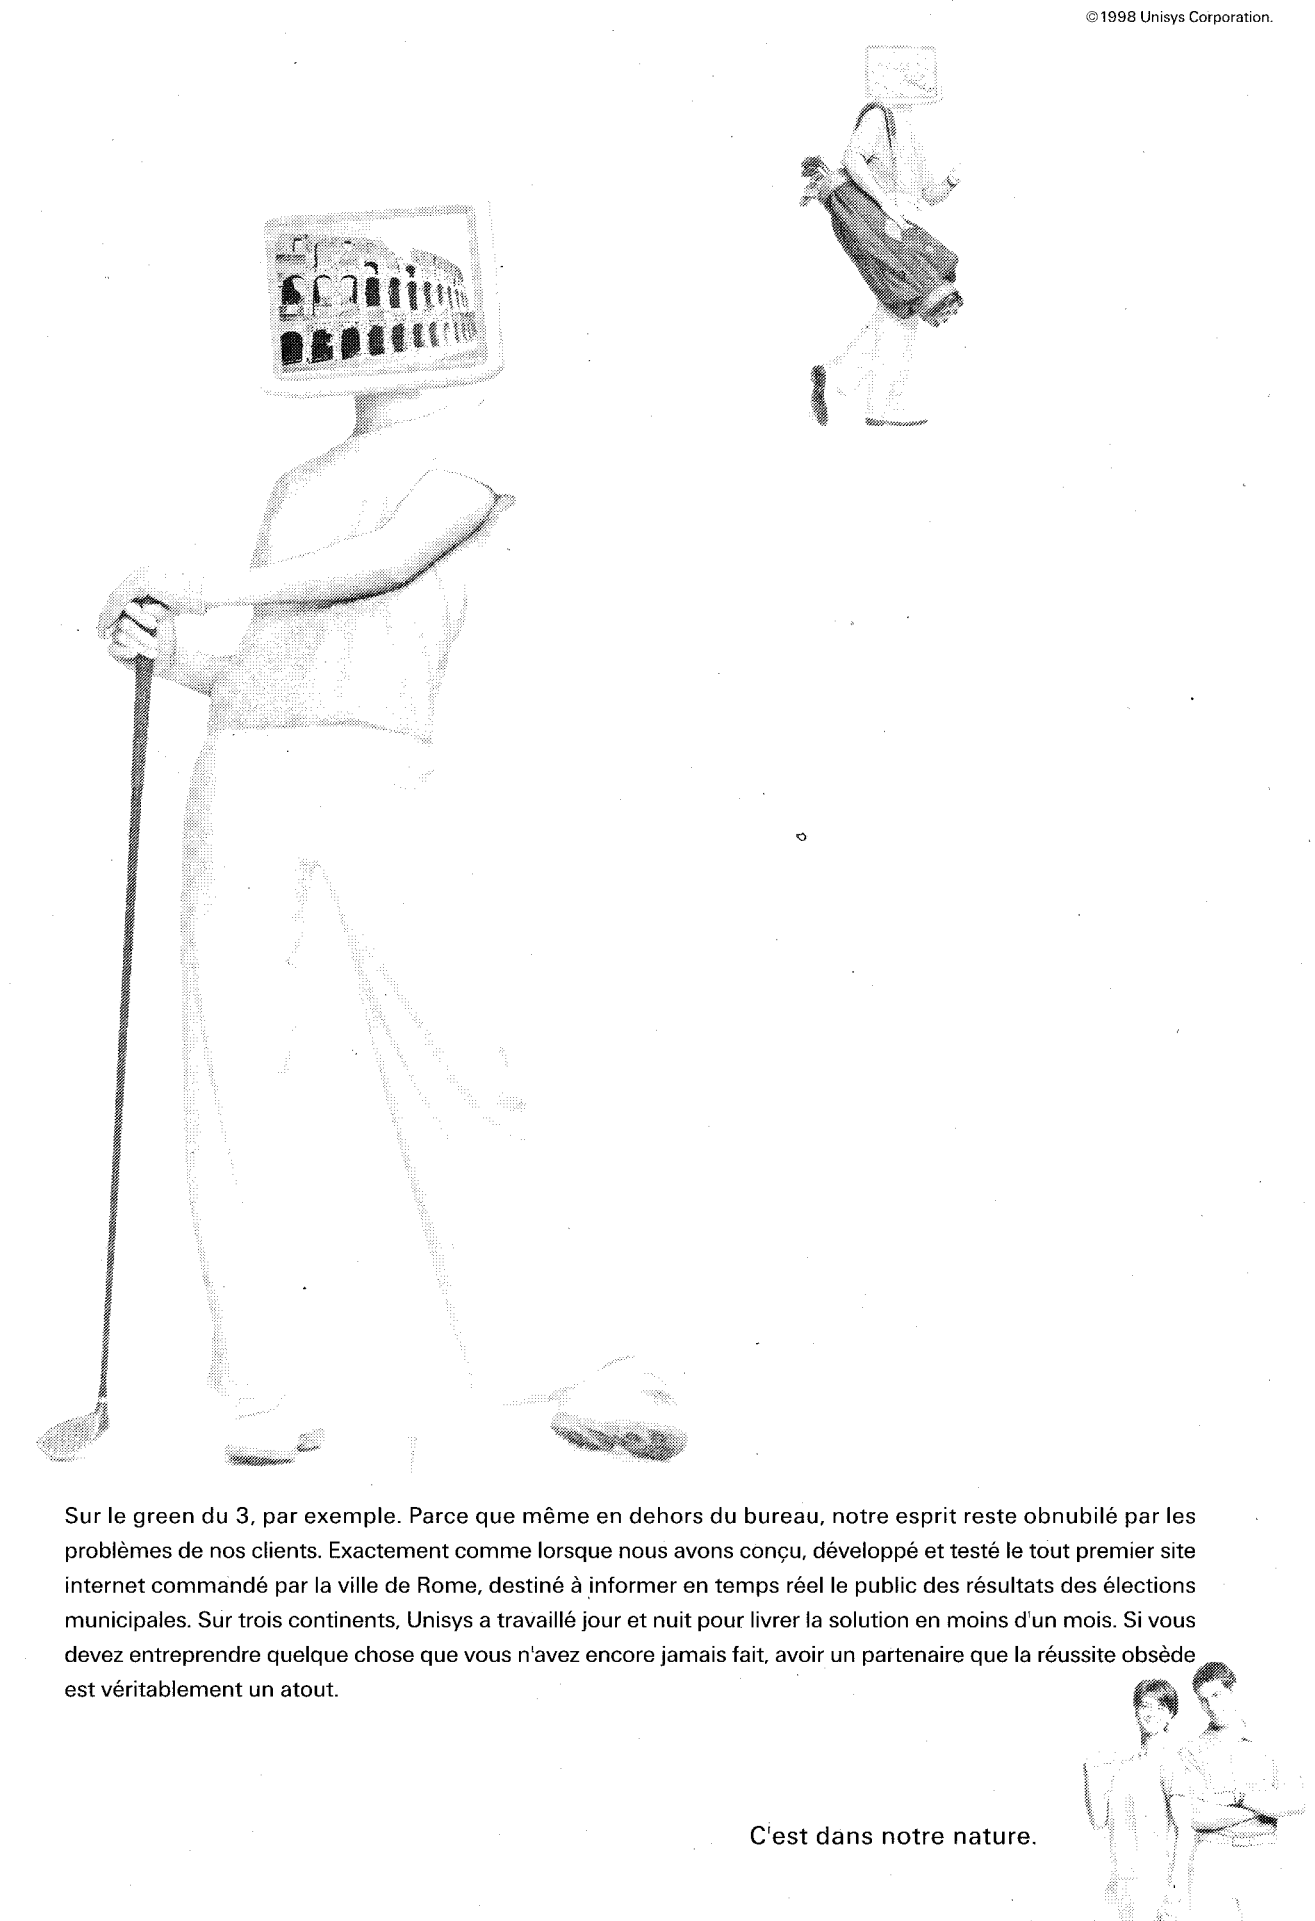 ©1998 Unisys Corporation.
Sur le green du 3, par exemple. Parce que même en dehors du bureau, notre esprit reste obnubilé par les
problèmes de nos clients. Exactement comme lorsque nous avons conçu, développé et testé le tout premier site
internet commandé par la ville de Rome, destiné à informer en temps réel le public des résultats des élections
municipales. Sur trois continents, Unisys a travaillé jour et nuit pour livrer la solution en moins d'un mois. Si vous
devez entreprendre quelque chose que vous n'avez encore jamais fait, avoir un partenaire que la réussite obsède
est véritablement un atout.
C'est dans notre nature.